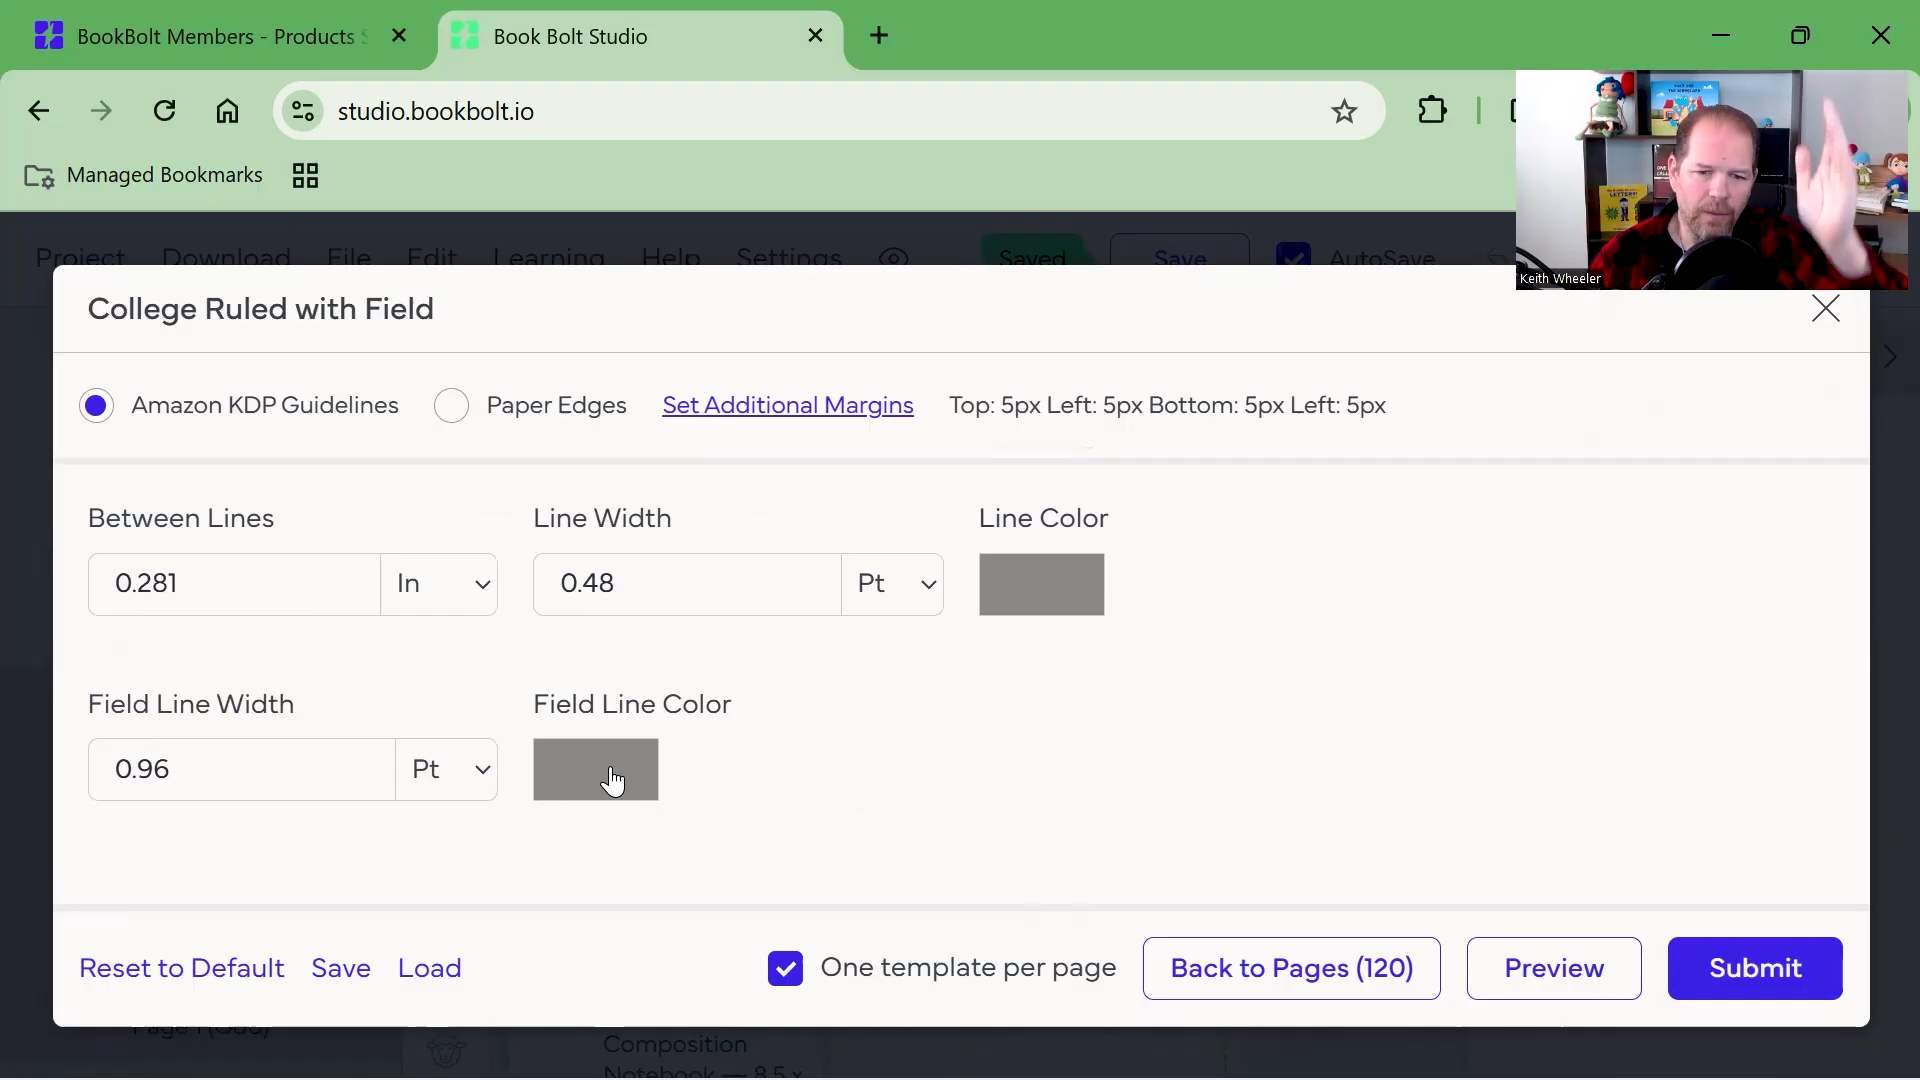 BookBolt Members - Products S
Book Bolt Studio
studio.bookbolt.io
Managed Bookmarks
Project Download File Edit Learning Help Settings Saved Save AutoSave
Keith Wheeler
College Ruled with Field
Amazon KDP Guidelines Paper Edges Set Additional Margins Top: 5px Left: 5px Bottom: 5px Left: 5px
Between Lines Line Width Line Color
0.281 In 0.48 Pt
Field Line Width Field Line Color
0.96 Pt
Reset to Default Save Load One template per page Back to Pages (120) Preview Submit
Page 1 (Odd)
Composition
Notebook — 8.5 x